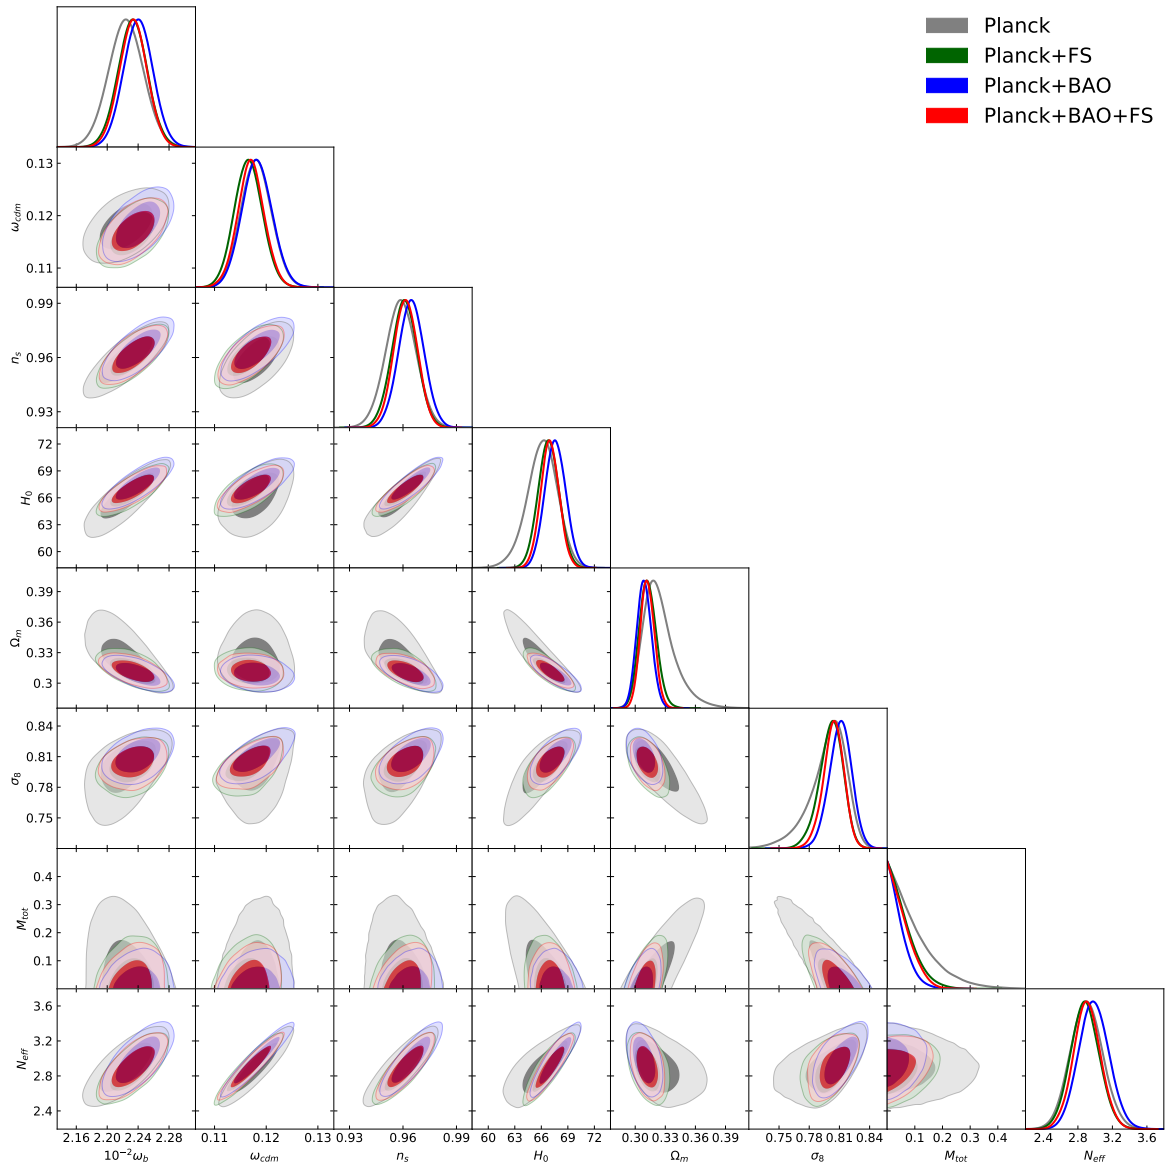 Planck
Planck+FS
Planck+BAO
Planck+BAO+FS
0.13
0.12
0.11
ω_cdm
0.99
0.96
0.93
n_s
72
69
66
63
60
H_0
0.39
0.36
0.33
0.3
Ω_m
0.84
0.81
0.78
0.75
σ_8
0.4
0.3
0.2
0.1
M_tot
3.6
3.2
2.8
2.4
N_eff
2.16 2.20 2.24 2.28 0.11 0.12 0.13 0.93 0.96 0.99 60 63 66 69 72 0.30 0.33 0.36 0.39 0.75 0.78 0.81 0.84 0.1 0.2 0.3 0.4 2.4 2.8 3.2 3.6
10^-2 ω_b ω_cdm n_s H_0 Ω_m σ_8 M_tot N_eff